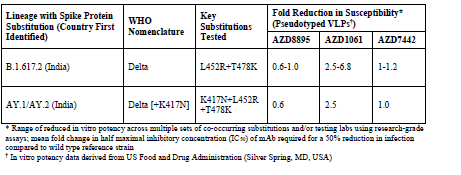 Lineage with Spike Protein Substitution (Country First Identified)
WHO Nomenclature
Key Substitutions Tested
Fold Reduction in Susceptibility* (Pseudotyped VLPs†)
AZD8895 AZD1061 AZD7442
B.1.617.2 (India) Delta L452R+T478K 0.6-1.0 2.5-6.8 1-1.2
AY.1/AY.2 (India) Delta [+K417N] K417N+L452R+T478K 0.6 2.5 1.0
* Range of reduced in vitro potency across multiple sets of co-occurring substitutions and/or testing labs using research-grade
assays; mean fold change in half maximal inhibitory concentration (IC50) of mAb required for a 50% reduction in infection
compared to wild type reference strain
† In vitro potency data derived from US Food and Drug Administration (Silver Spring, MD, USA)